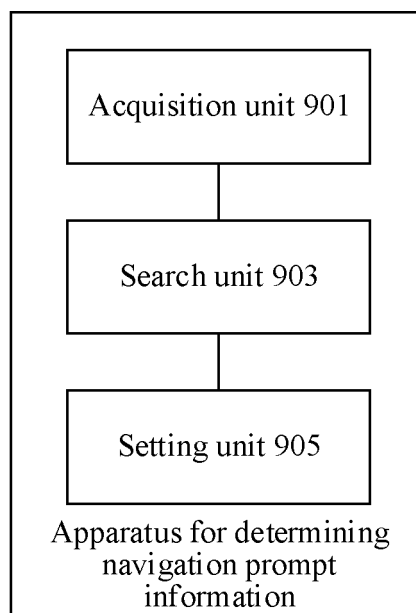 Acquisition unit 901
Search unit 903
Setting unit 905
Apparatus for determining
navigation prompt
information